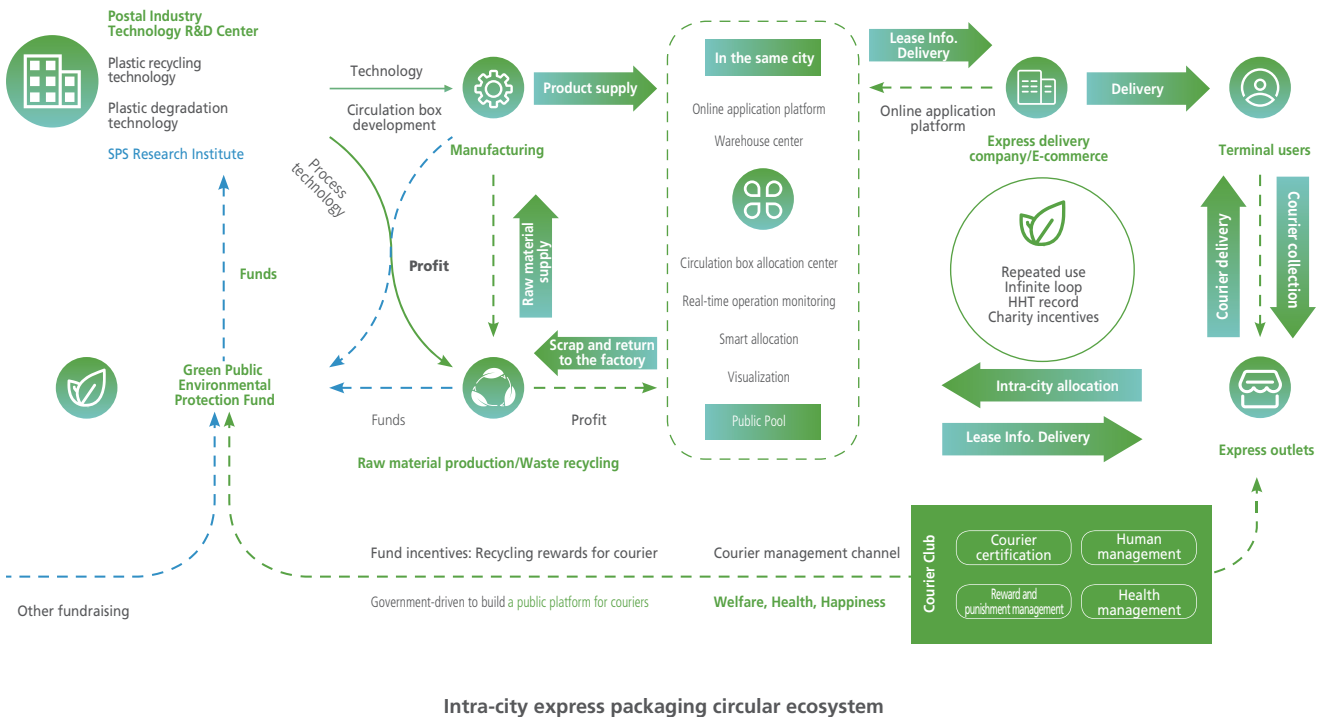 Postal Industry
Technology R&D Center
Plastic recycling
technology
Plastic degradation
technology
SPS Research Institute
Technology
Circulation box
development
Process
technology
Manufacturing
Product supply
Raw material
supply
Profit
Funds
Green Public
Environmental
Protection Fund
Funds
Profit
Scrap and return
to the factory
Raw material production/Waste recycling
In the same city
Online application platform
Warehouse center
Circulation box allocation center
Real-time operation monitoring
Smart allocation
Visualization
Public Pool
Lease Info.
Delivery
Online application
platform
Express delivery
company/E-commerce
Delivery
Terminal users
Repeated use
Infinite loop
HHT record
Charity incentives
Courier delivery
Courier collection
Intra-city allocation
Lease Info. Delivery
Express outlets
Other fundraising
Fund incentives: Recycling rewards for courier
Government-driven to build a public platform for couriers
Courier management channel
Welfare, Health, Happiness
Courier Club
Courier
certification
Human
management
Reward and
punishment management
Health
management
Intra-city express packaging circular ecosystem